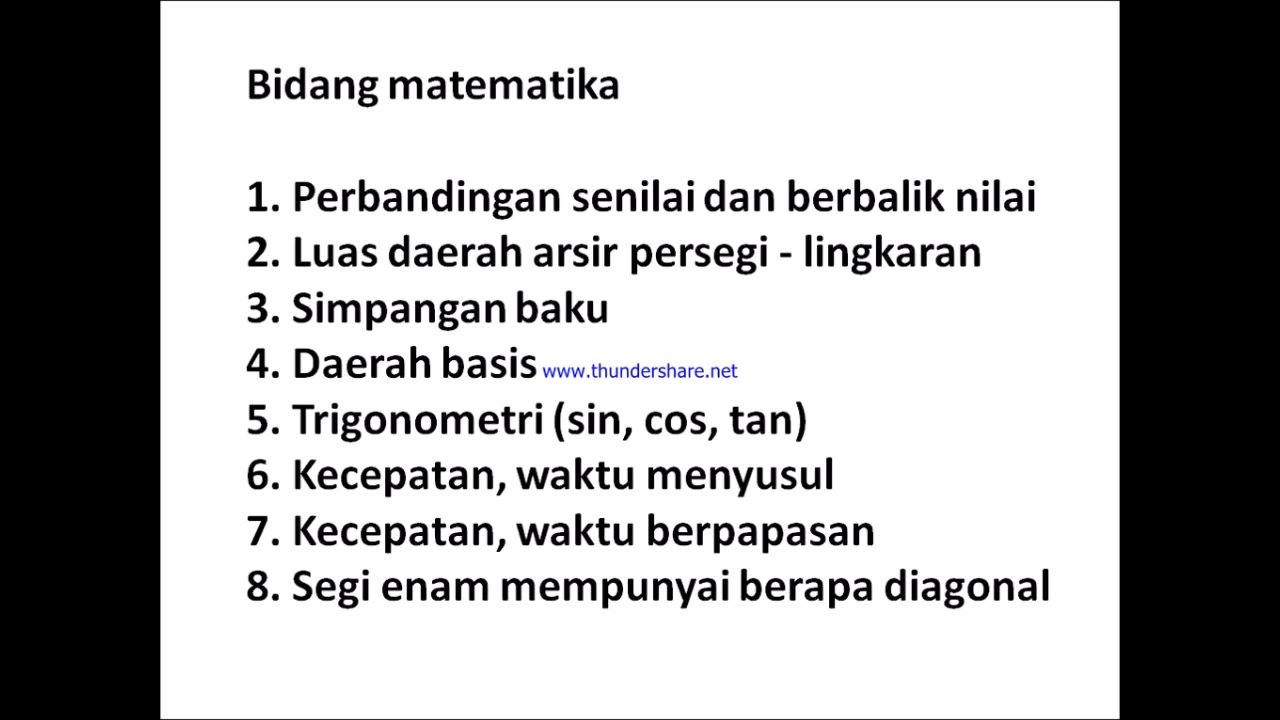 Bidang matematika
1. Perbandingan senilai dan berbalik nilai
2. Luas daerah arsir persegi - lingkaran
3. Simpangan baku
4. Daerah basis www.thundershare.net
5. Trigonometri (sin, cos, tan)
6. Kecepatan, waktu menyusul
7. Kecepatan, waktu berpapasan
8. Segi enam mempunyai berapa diagonal